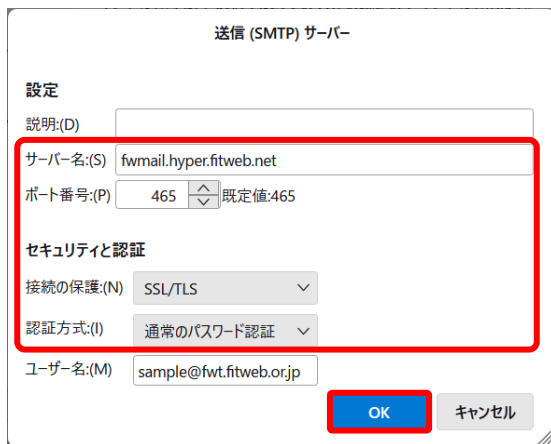 送信 (SMTP) サーバー
設定
説明:(D)
サーバー名:(S) fwmail.hyper.fitweb.net
ポート番号:(P) 465 既定値:465
セキュリティと認証
接続の保護:(N) SSL/TLS
認証方式:(I) 通常のパスワード認証
ユーザー名:(M) sample@fwt.fitweb.or.jp
OK キャンセル